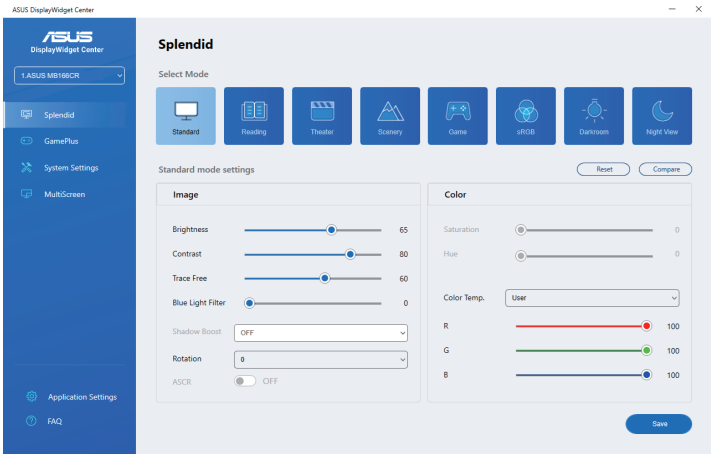 ASUS DisplayWidget Center
ASUS
DisplayWidget Center
1.ASUS MB166CR
Splendid
GamePlus
System Settings
MultiScreen
Application Settings
FAQ
Splendid
Select Mode
Standard
Reading
Theater
Scenery
Game
sRGB
Darkroom
Night View
Standard mode settings
Reset
Compare
Image
Brightness 65
Contrast 80
Trace Free 60
Blue Light Filter 0
Shadow Boost OFF
Rotation 0
ASCR OFF
Color
Saturation 0
Hue 0
Color Temp. User
R 100
G 100
B 100
Save